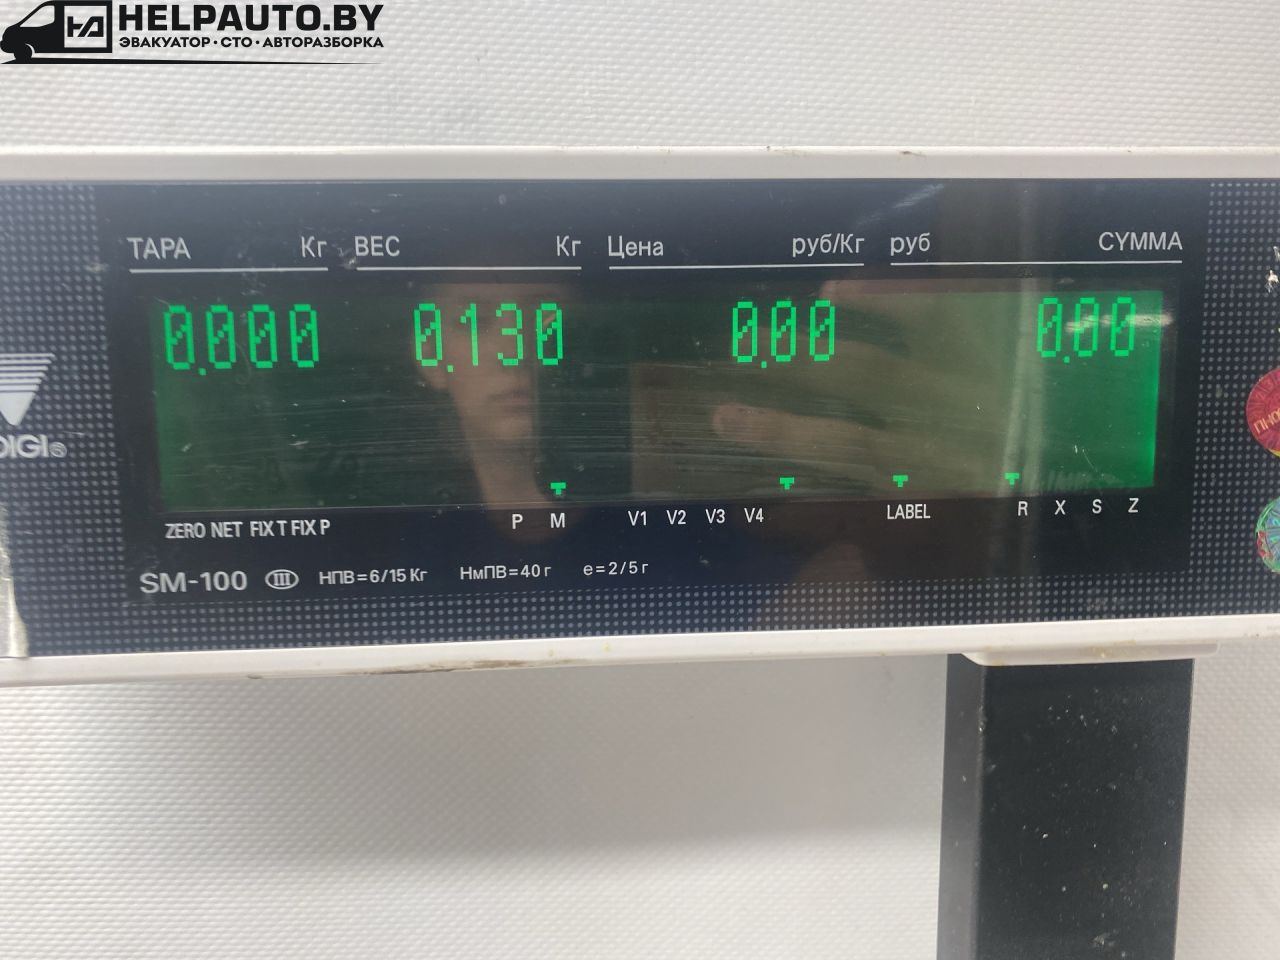 HELPAUTO.BY
ЭВАКУАТОР·СТО·АВТОРАЗБОРКА
ТАРА Кг ВЕС Кг Цена руб/Кг руб СУММА
0.000 0.130 0.00 0.00
DIGI®
ZERO NET FIX T FIX P P M V1 V2 V3 V4 LABEL R X S Z
SM-100 III НПВ=6/15 Кг НмПВ=40 г e=2/5 г